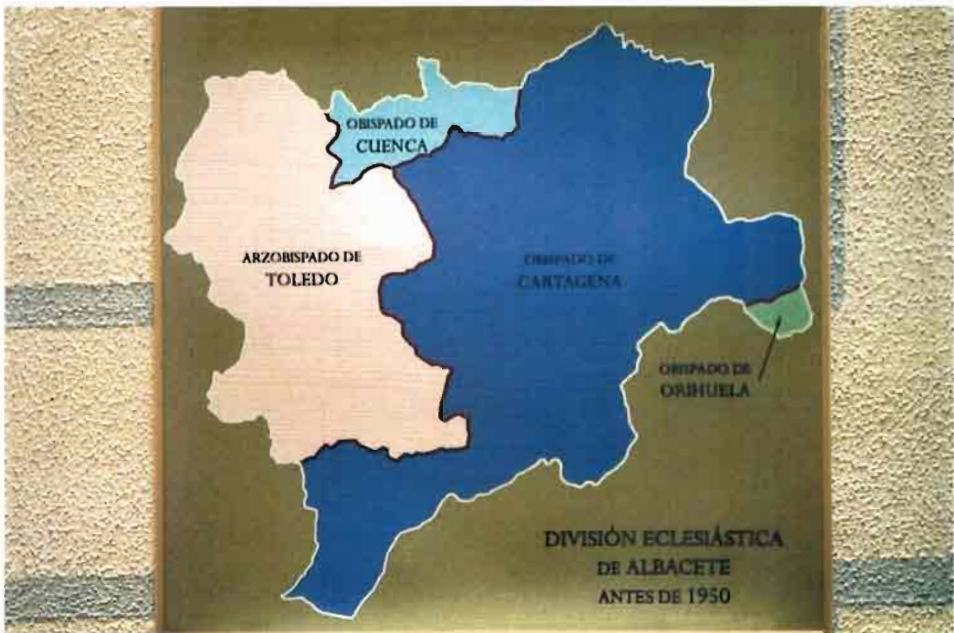 OBISPADO DE
CUENCA
ARZOBISPADO DE
TOLEDO
OBISPADO DE
CARTAGENA
OBISPADO DE
ORIHUELA
DIVISIÓN ECLESIÁSTICA
DE ALBACETE
ANTES DE 1950